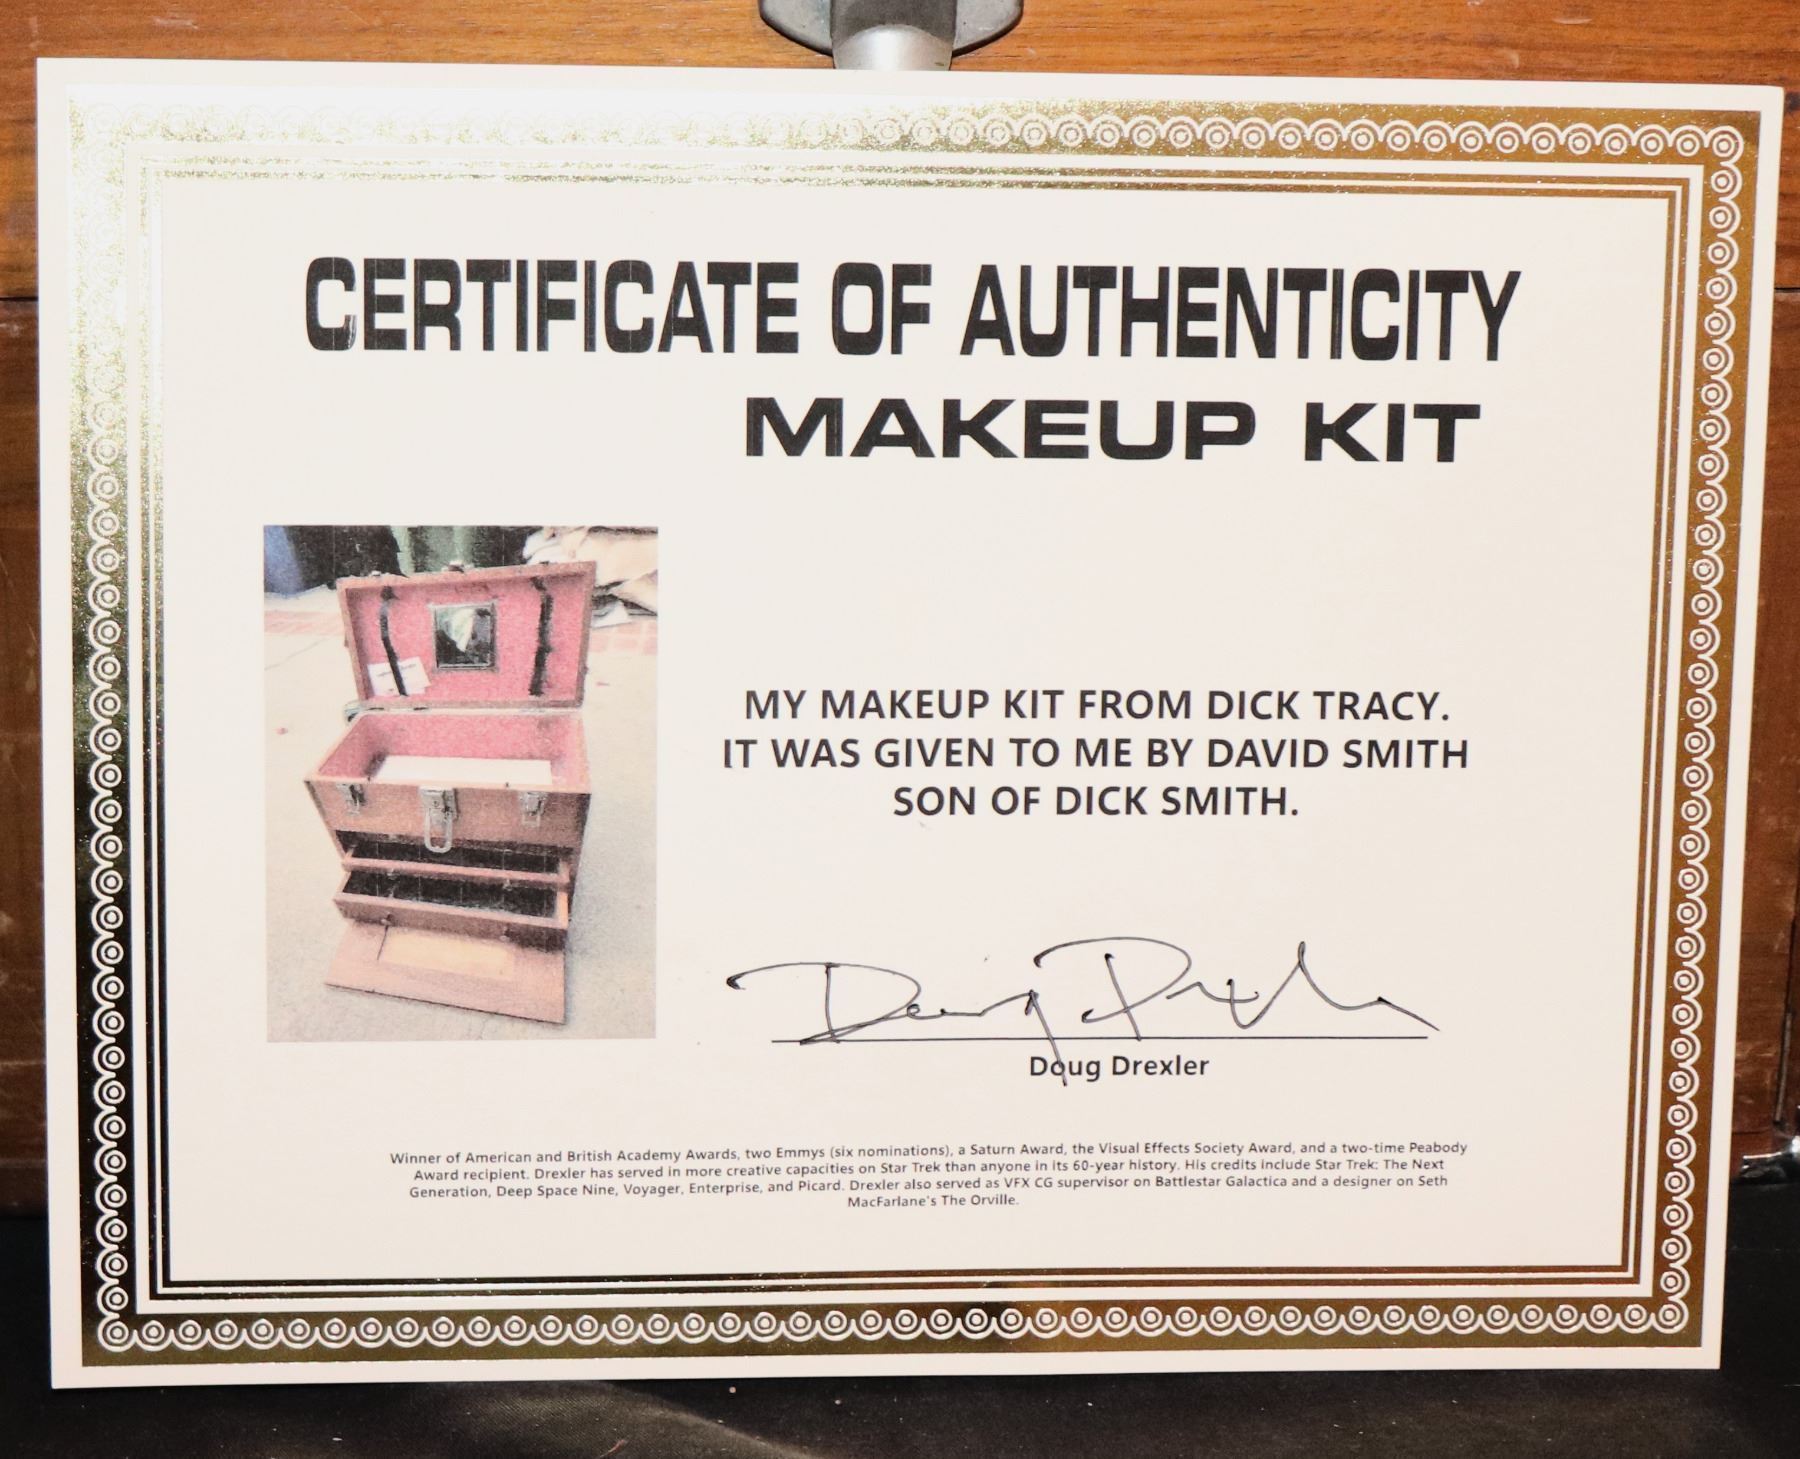 CERTIFICATE OF AUTHENTICITY
MAKEUP KIT
MY MAKEUP KIT FROM DICK TRACY.
IT WAS GIVEN TO ME BY DAVID SMITH
SON OF DICK SMITH.
Doug Drexler
Doug Drexler
Winner of American and British Academy Awards, two Emmys (six nominations), a Saturn Award, the Visual Effects Society Award, and a two-time Peabody
Award recipient. Drexler has served in more creative capacities on Star Trek than anyone in its 60-year history. His credits include Star Trek: The Next
Generation, Deep Space Nine, Voyager, Enterprise, and Picard. Drexler also served as VFX CG supervisor on Battlestar Galactica and a designer on Seth
MacFarlane's The Orville.